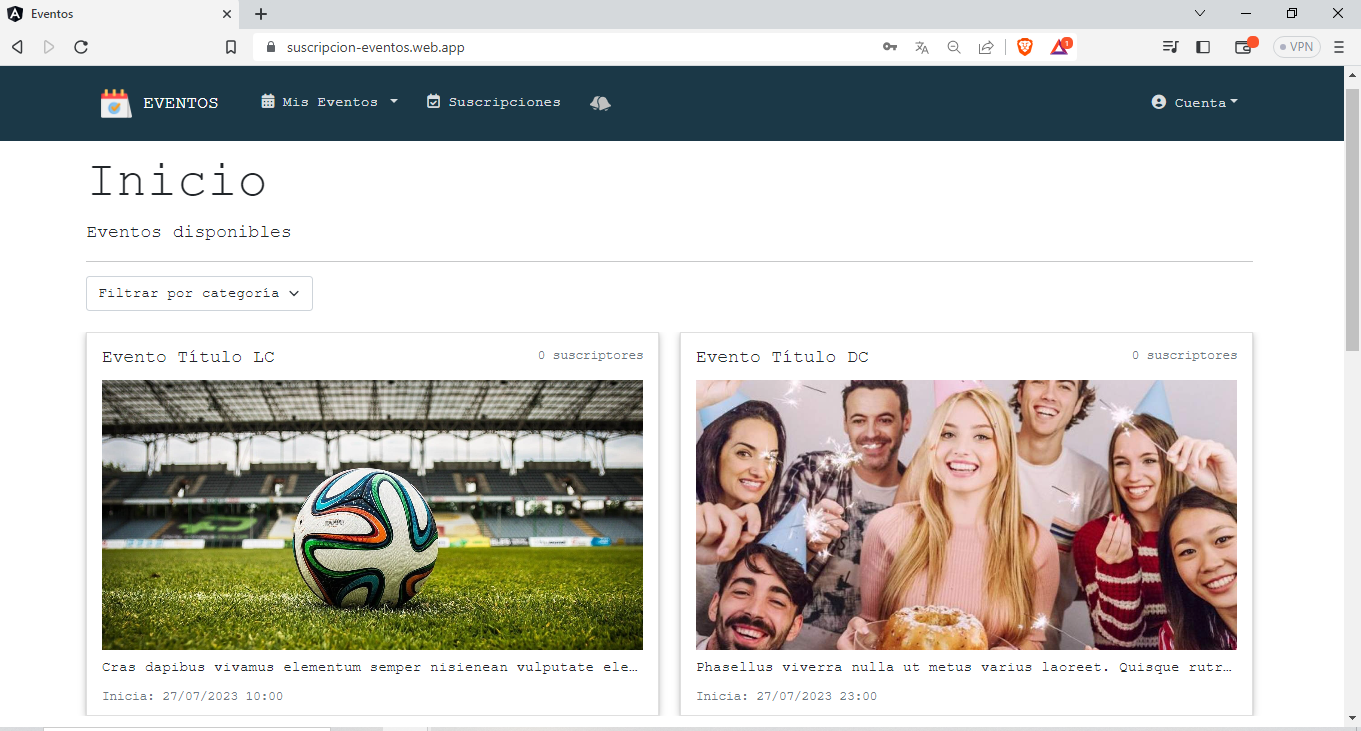 Eventos
suscripcion-eventos.web.app
1
VPN
EVENTOS
Mis Eventos
Suscripciones
Cuenta
Inicio
Eventos disponibles
Filtrar por categoría
Evento Título LC
0 suscriptores
Cras dapibus vivamus elementum semper nisienean vulputate ele…
Inicia: 27/07/2023 10:00
Evento Título DC
0 suscriptores
Phasellus viverra nulla ut metus varius laoreet. Quisque rutr…
Inicia: 27/07/2023 23:00